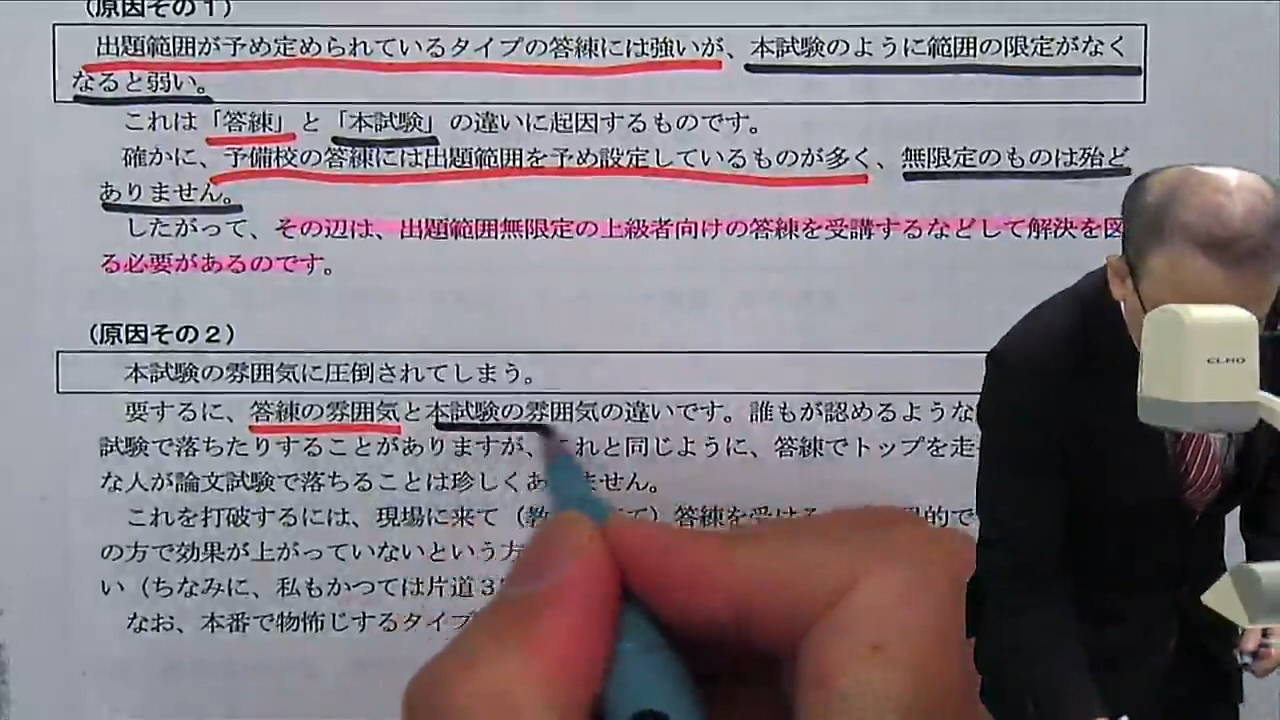 (原因その1)
出題範囲が予め定められているタイプの答練には強いが、本試験のように範囲の限定がなく
なると弱い。
これは「答練」と「本試験」の違いに起因するものです。
確かに、予備校の答練には出題範囲を予め設定しているものが多く、無限定のものは殆ど
ありません。
したがって、その辺は、出題範囲無限定の上級者向けの答練を受講するなどして解決を図
る必要があるのです。
(原因その2)
本試験の雰囲気に圧倒されてしまう。
要するに、答練の雰囲気と本試験の雰囲気の違いです。誰もが認めるような
試験で落ちたりすることがありますが、これと同じように、答練でトップを走
な人が論文試験で落ちることは珍しくありません。
これを打破するには、現場に来て（教 て）答練を受ける 的で
の方で効果が上がっていないという方
い（ちなみに、私もかつては片道3
なお、本番で物怖じするタイプ
ELMO